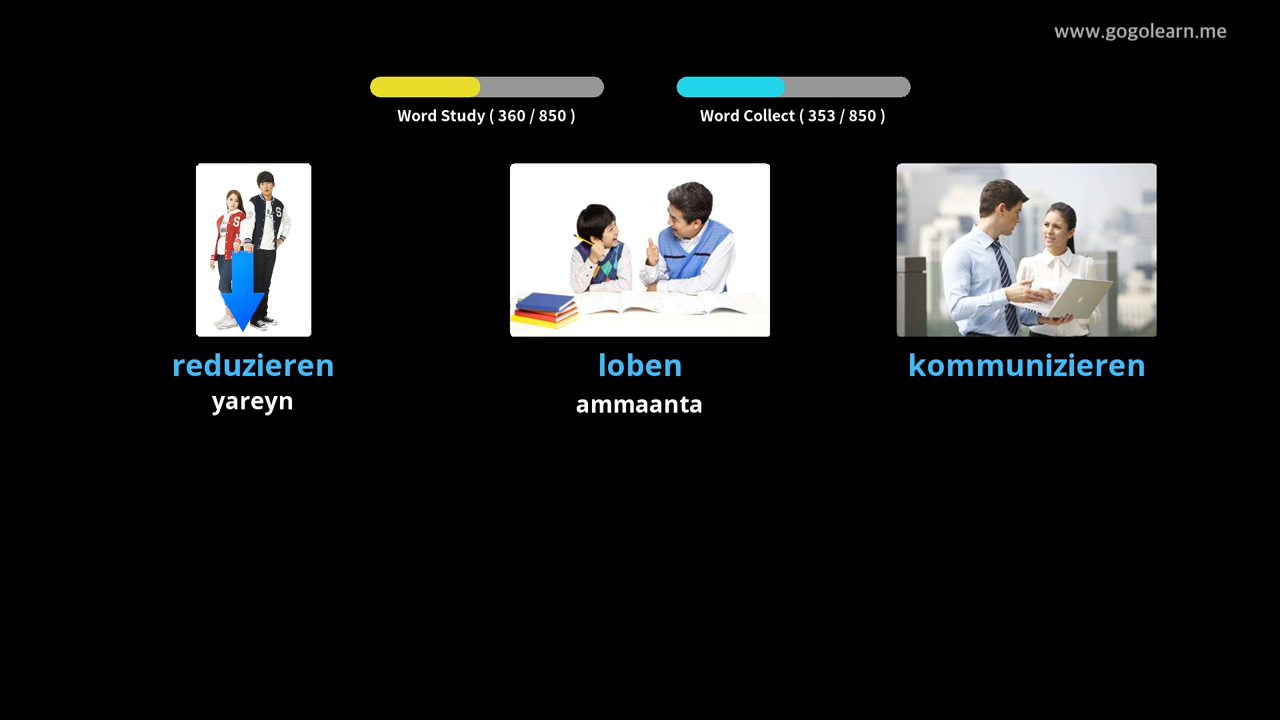 www.gogolearn.me
Word Study ( 360 / 850 )
Word Collect ( 353 / 850 )
reduzieren
yareyn
loben
ammaanta
kommunizieren